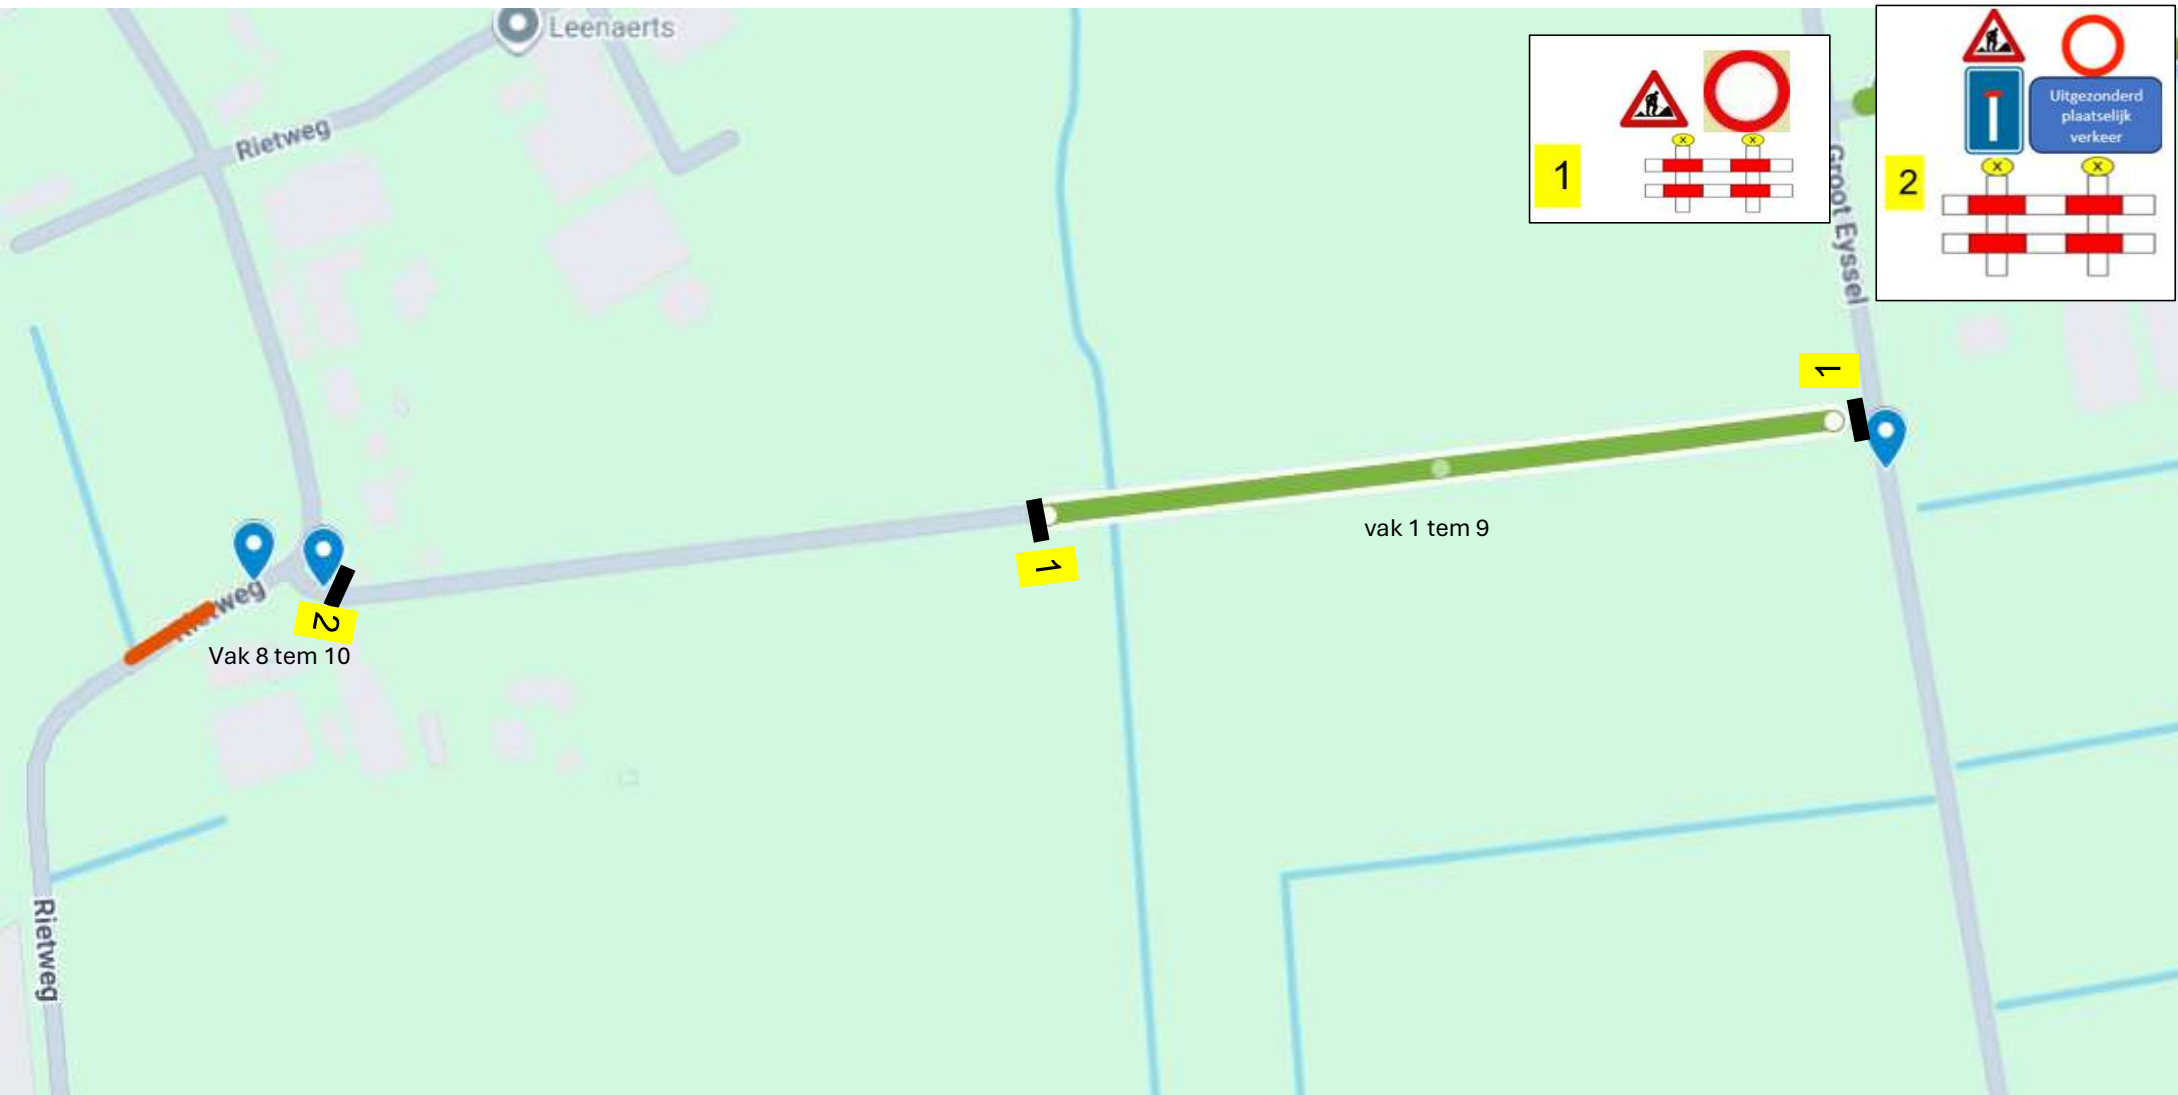 Leenaerts
Rietweg
1
2
Uitgezonderd
plaatselijk
verkeer
Groot Eyssel
1
vak 1 tem 9
1
Rietweg
2
Vak 8 tem 10
Rietweg